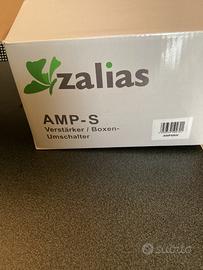 zalias
AMP-S
Verstärker / Boxen-
Umschalter
subito